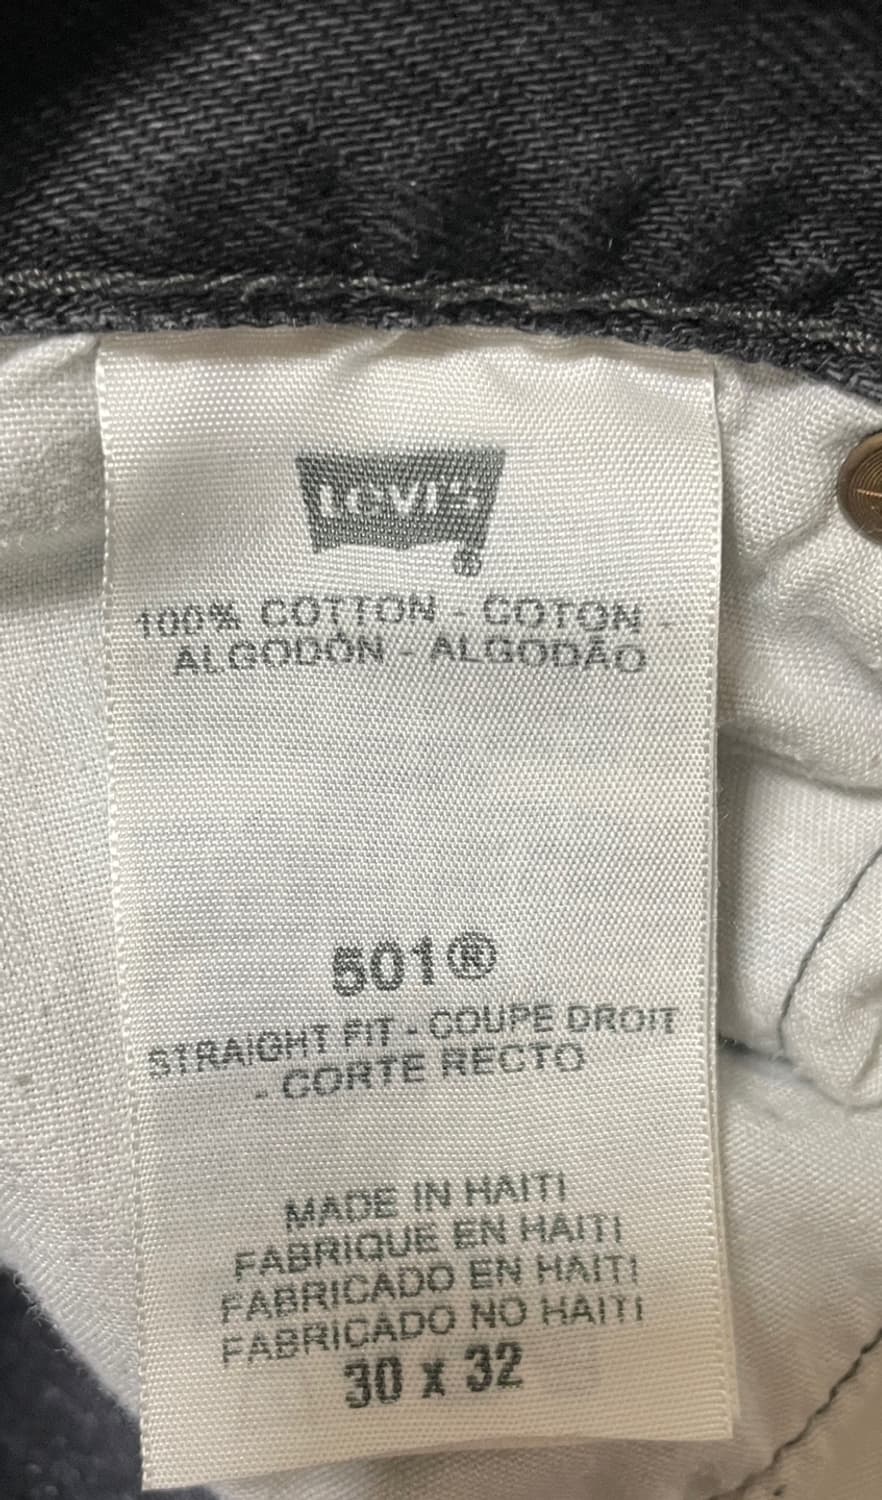 Levi's
®
100% COTTON - COTON -
ALGODÓN - ALGODÃO
501®
STRAIGHT FIT - COUPE DROIT
- CORTE RECTO
MADE IN HAITI
FABRIQUE EN HAITI
FABRICADO EN HAITI
FABRICADO NO HAITI
30 x 32